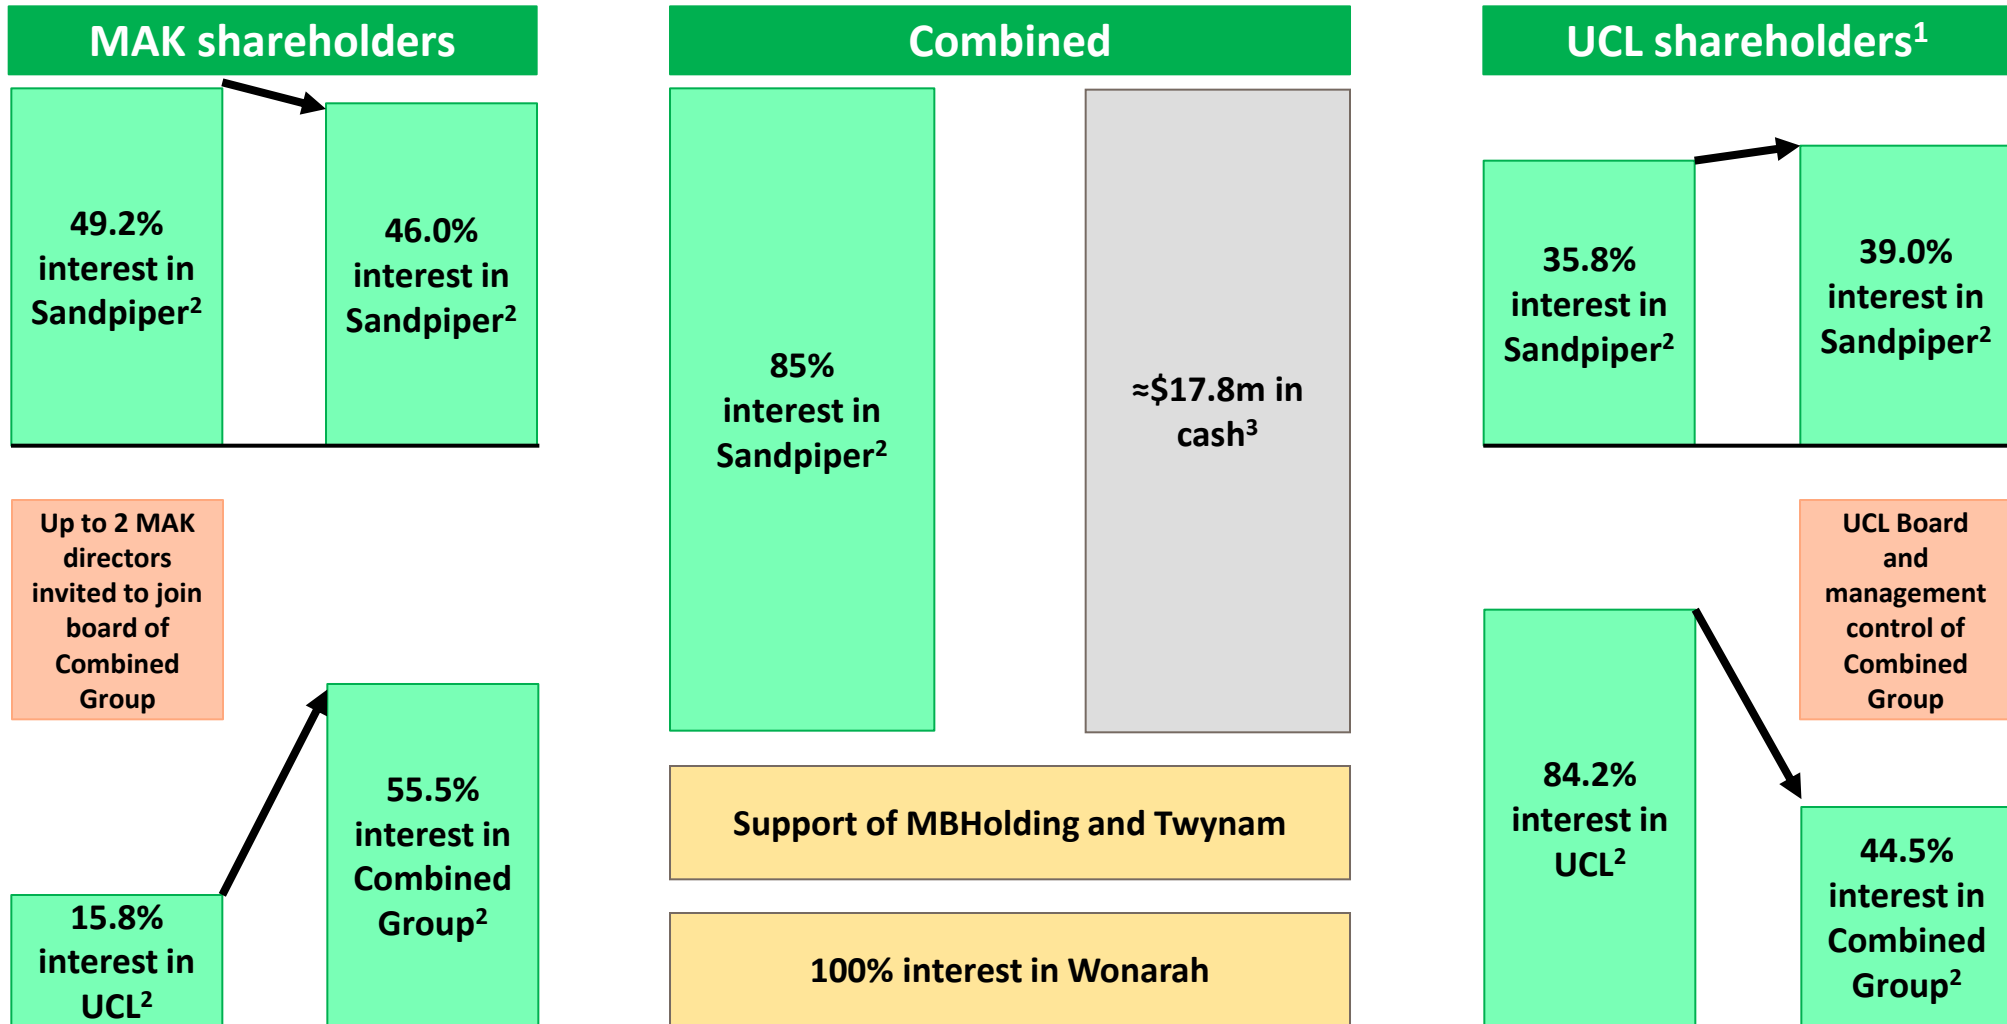 MAK shareholders
49.2%
interest in
Sandpiper²
46.0%
interest in
Sandpiper²
Up to 2 MAK
directors
invited to join
board of
Combined
Group
15.8%
interest in
UCL²
55.5%
interest in
Combined
Group²
Combined
85%
interest in
Sandpiper²
≈$17.8m in
cash³
Support of MBHolding and Twynam
100% interest in Wonarah
UCL shareholders¹
35.8%
interest in
Sandpiper²
39.0%
interest in
Sandpiper²
UCL Board
and
management
control of
Combined
Group
84.2%
interest in
UCL²
44.5%
interest in
Combined
Group²